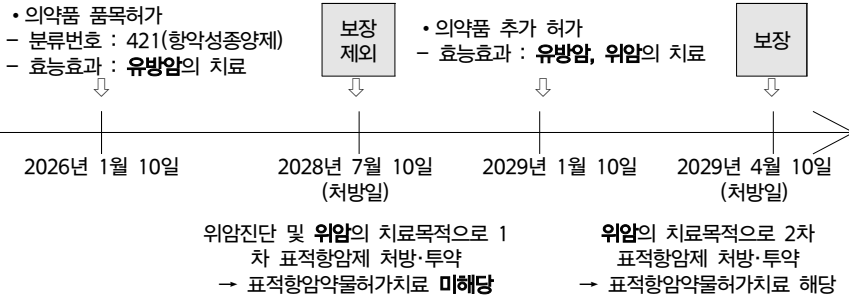 • 의약품 품목허가
- 분류번호 : 421(항악성종양제)
- 효능효과 : 유방암의 치료
보장
제외
• 의약품 추가 허가
- 효능효과 : 유방암, 위암의 치료
보장
2026년 1월 10일
2028년 7월 10일
(처방일)
2029년 1월 10일
2029년 4월 10일
(처방일)
위암진단 및 위암의 치료목적으로 1
차 표적항암제 처방·투약
→ 표적항암약물허가치료 미해당
위암의 치료목적으로 2차
표적항암제 처방·투약
→ 표적항암약물허가치료 해당